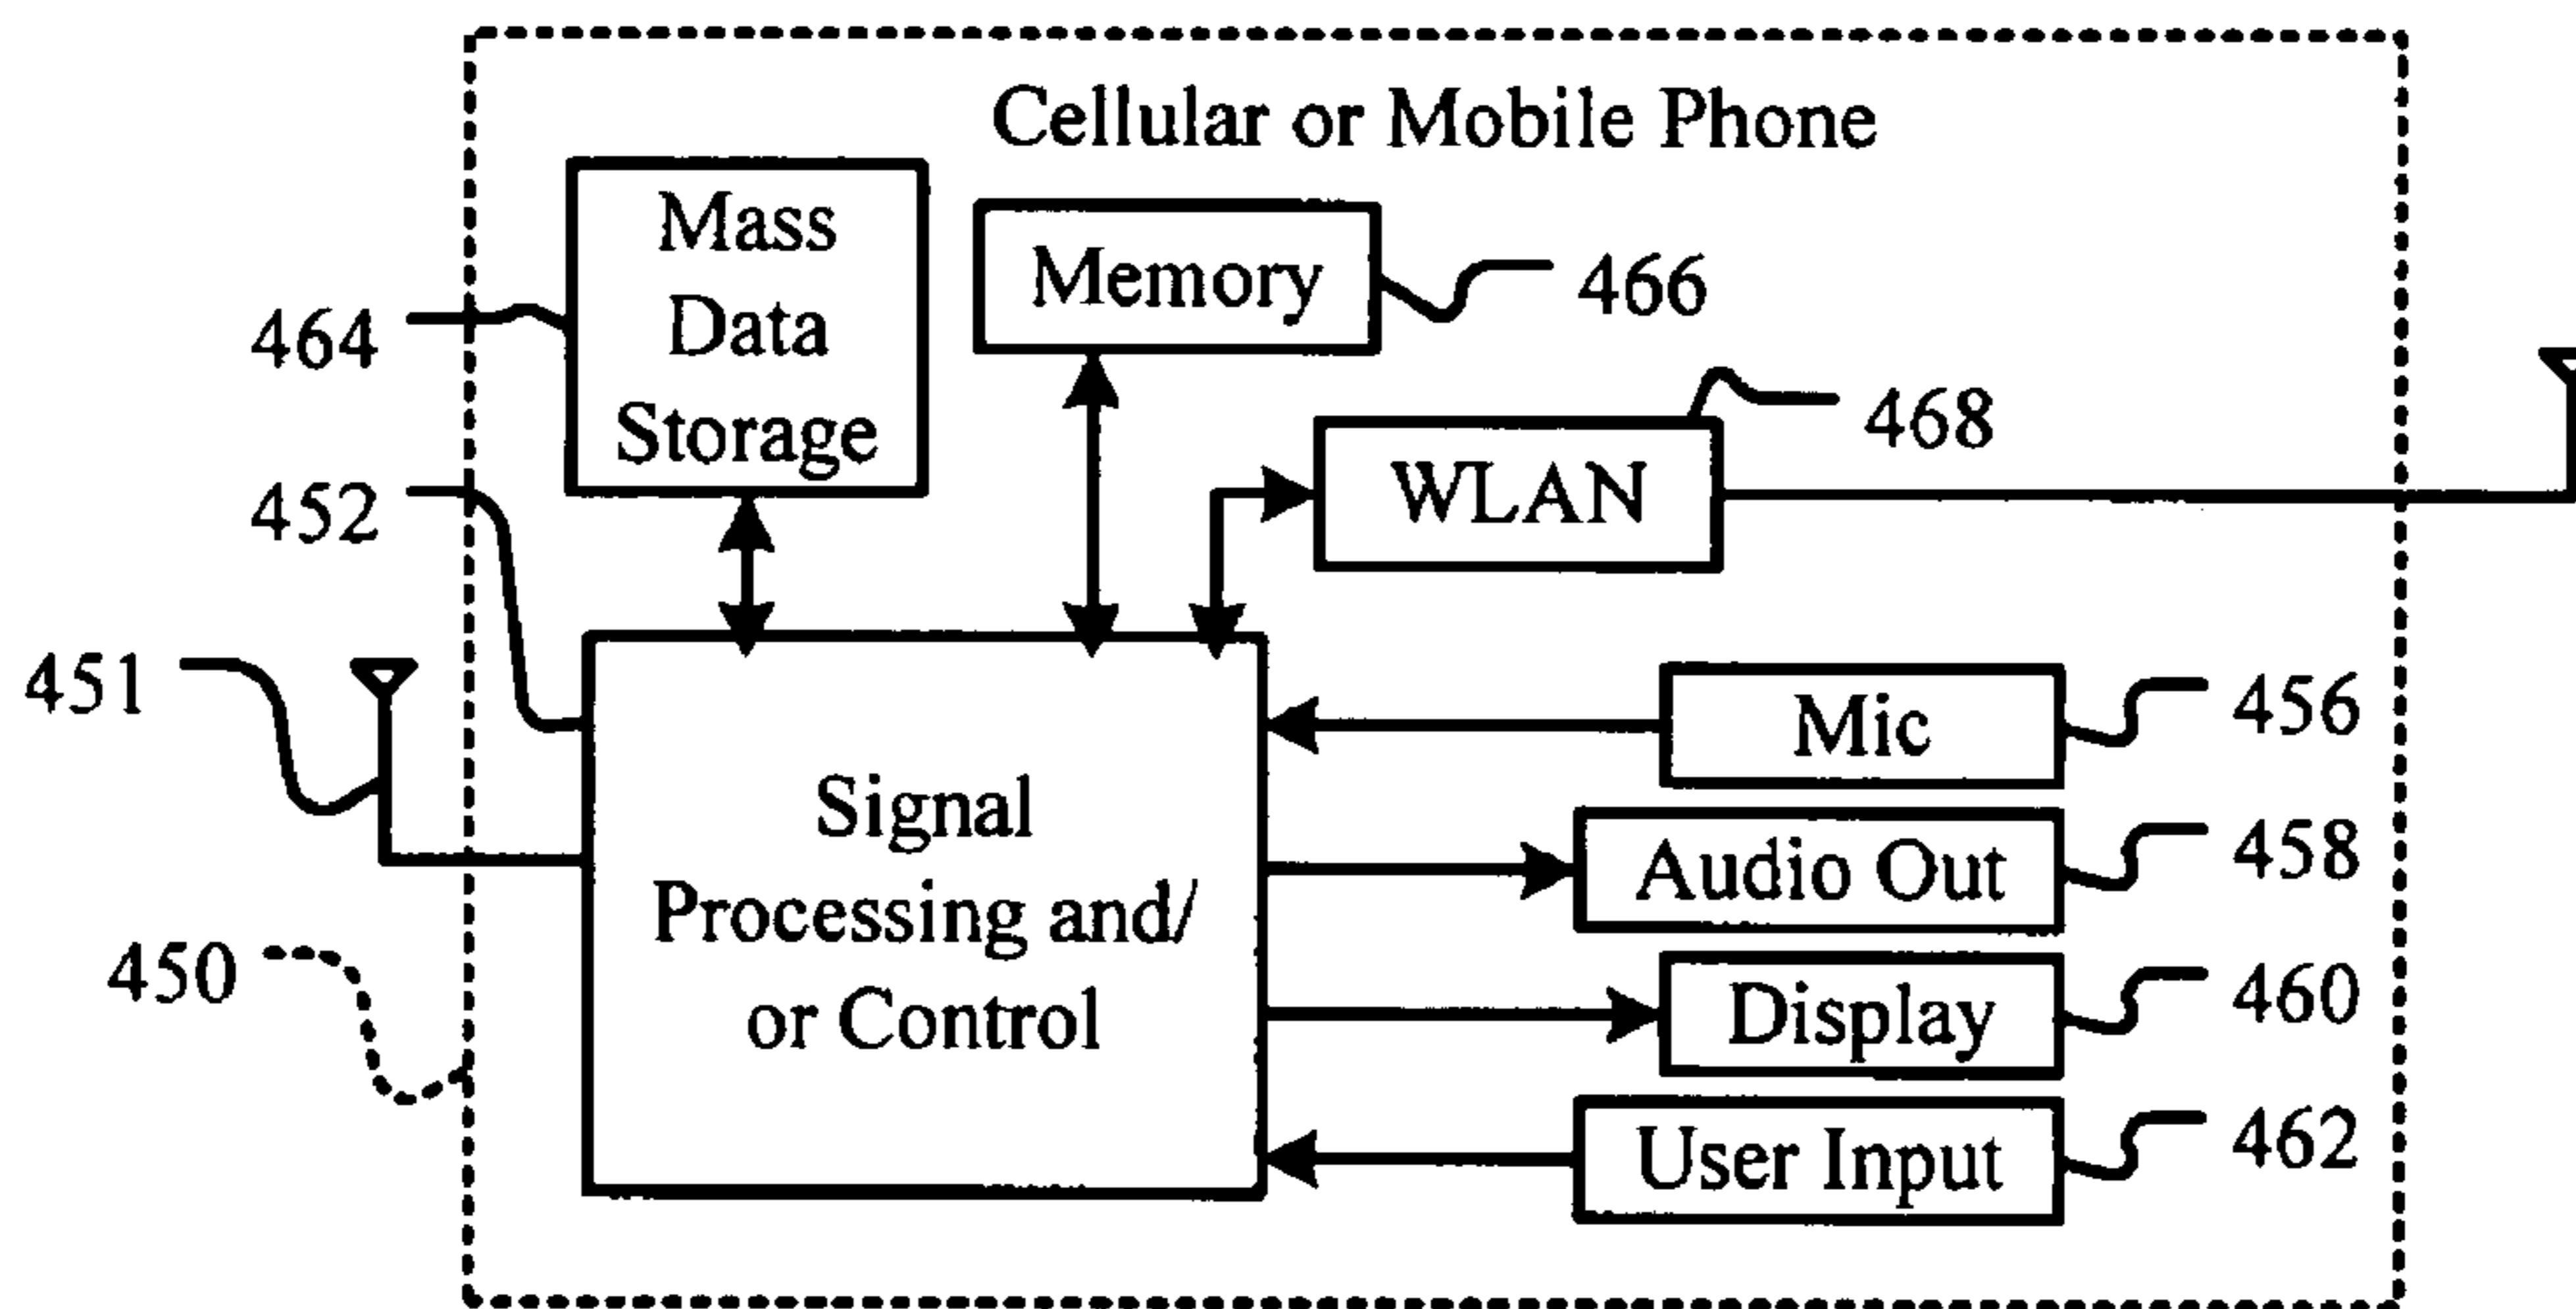 Cellular or Mobile Phone
Mass
Data
Storage
Memory
466
464
468
WLAN
452
451
Mic
456
Signal
Processing and/
or Control
Audio Out
458
450
Display
460
User Input
462